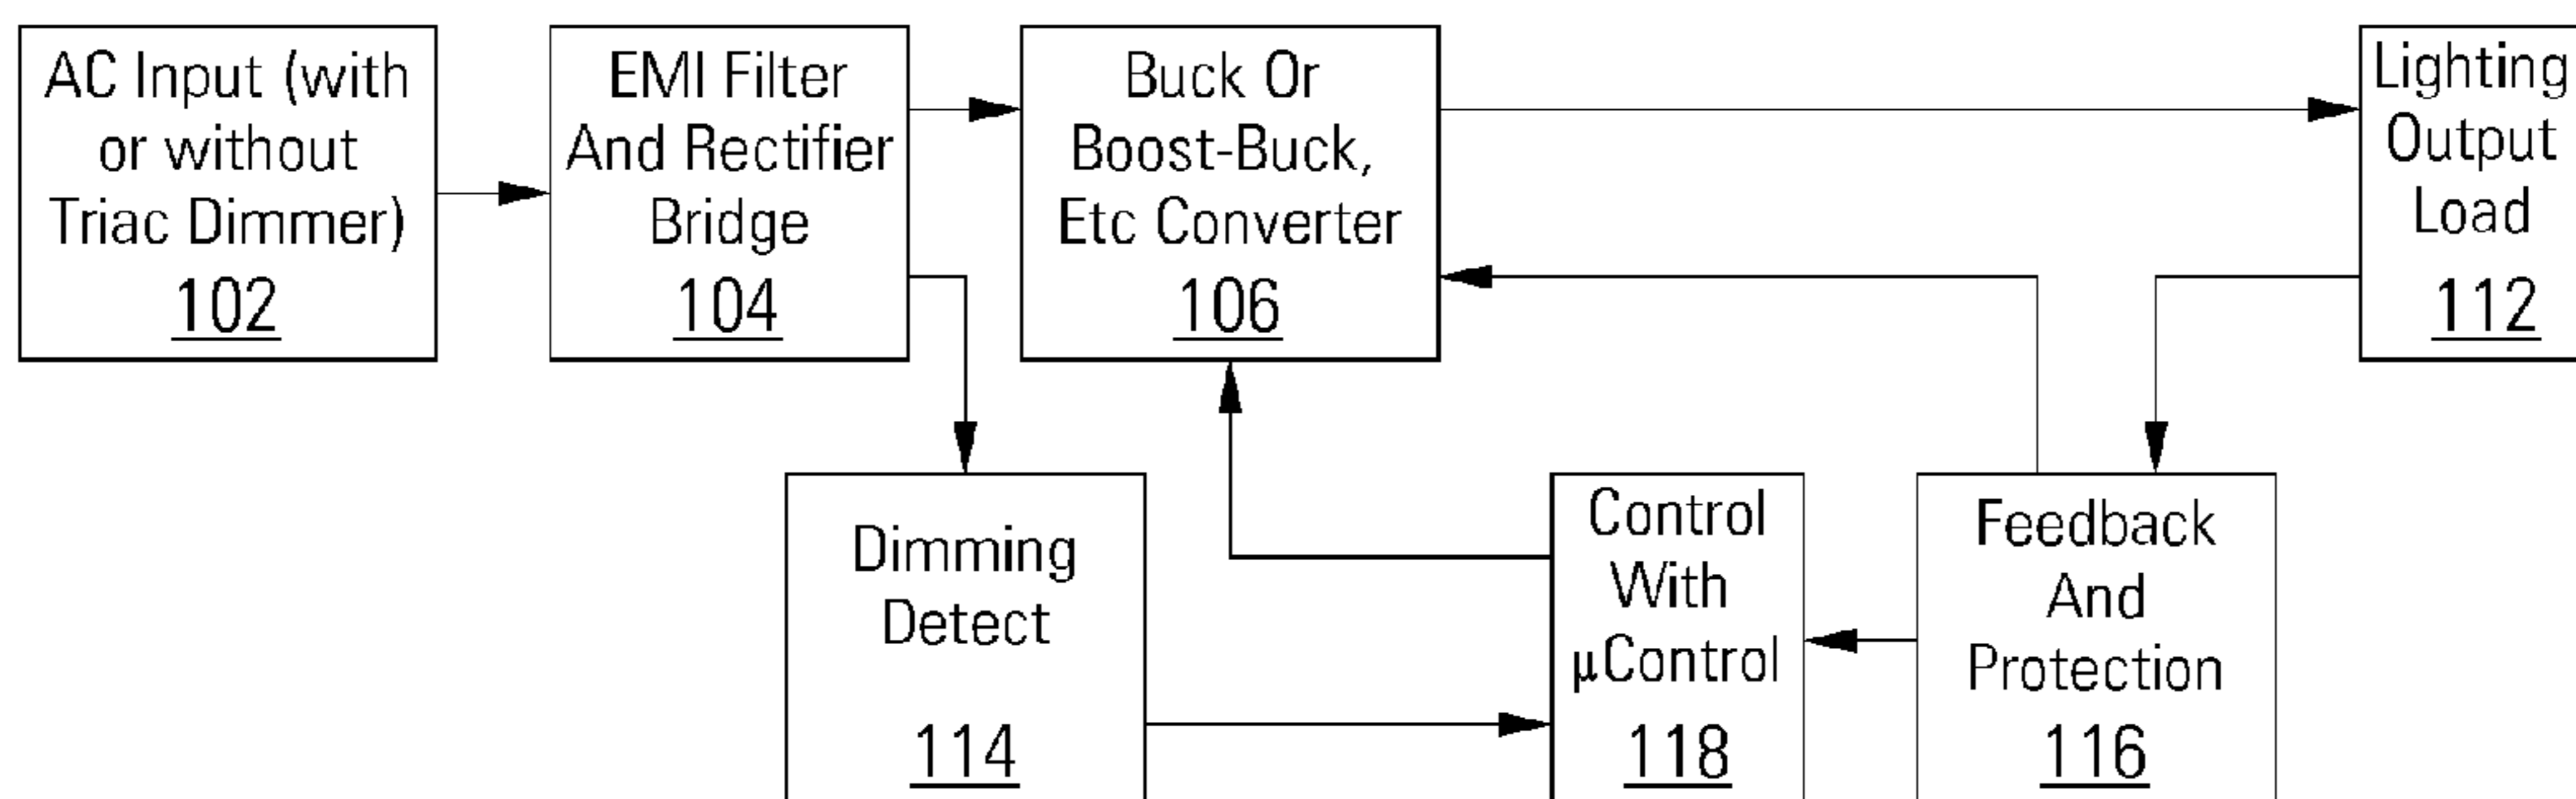 AC Input (with
or without
Triac Dimmer)
102
EMI Filter
And Rectifier
Bridge
104
Buck Or
Boost-Buck,
Etc Converter
106
Lighting
Output
Load
112
Dimming
Detect
114
Control
With
µControl
118
Feedback
And
Protection
116